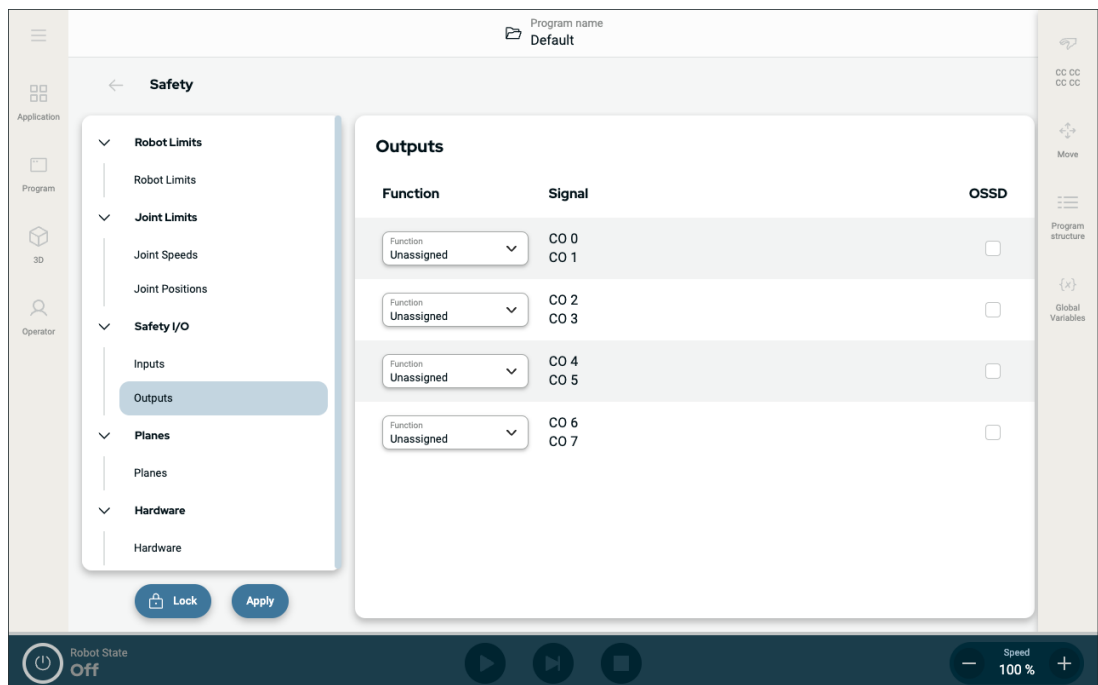 Program name
Default
Application
Program
3D
Operator
Safety
Robot Limits
Robot Limits
Joint Limits
Joint Speeds
Joint Positions
Safety I/O
Inputs
Outputs
Planes
Planes
Hardware
Hardware
Lock
Apply
Outputs
Function Signal OSSD
Function
Unassigned
CO 0
CO 1
Function
Unassigned
CO 2
CO 3
Function
Unassigned
CO 4
CO 5
Function
Unassigned
CO 6
CO 7
CC CC
CC CC
Move
Program
structure
{x}
Global
Variables
Robot State
Off
Speed
100 %